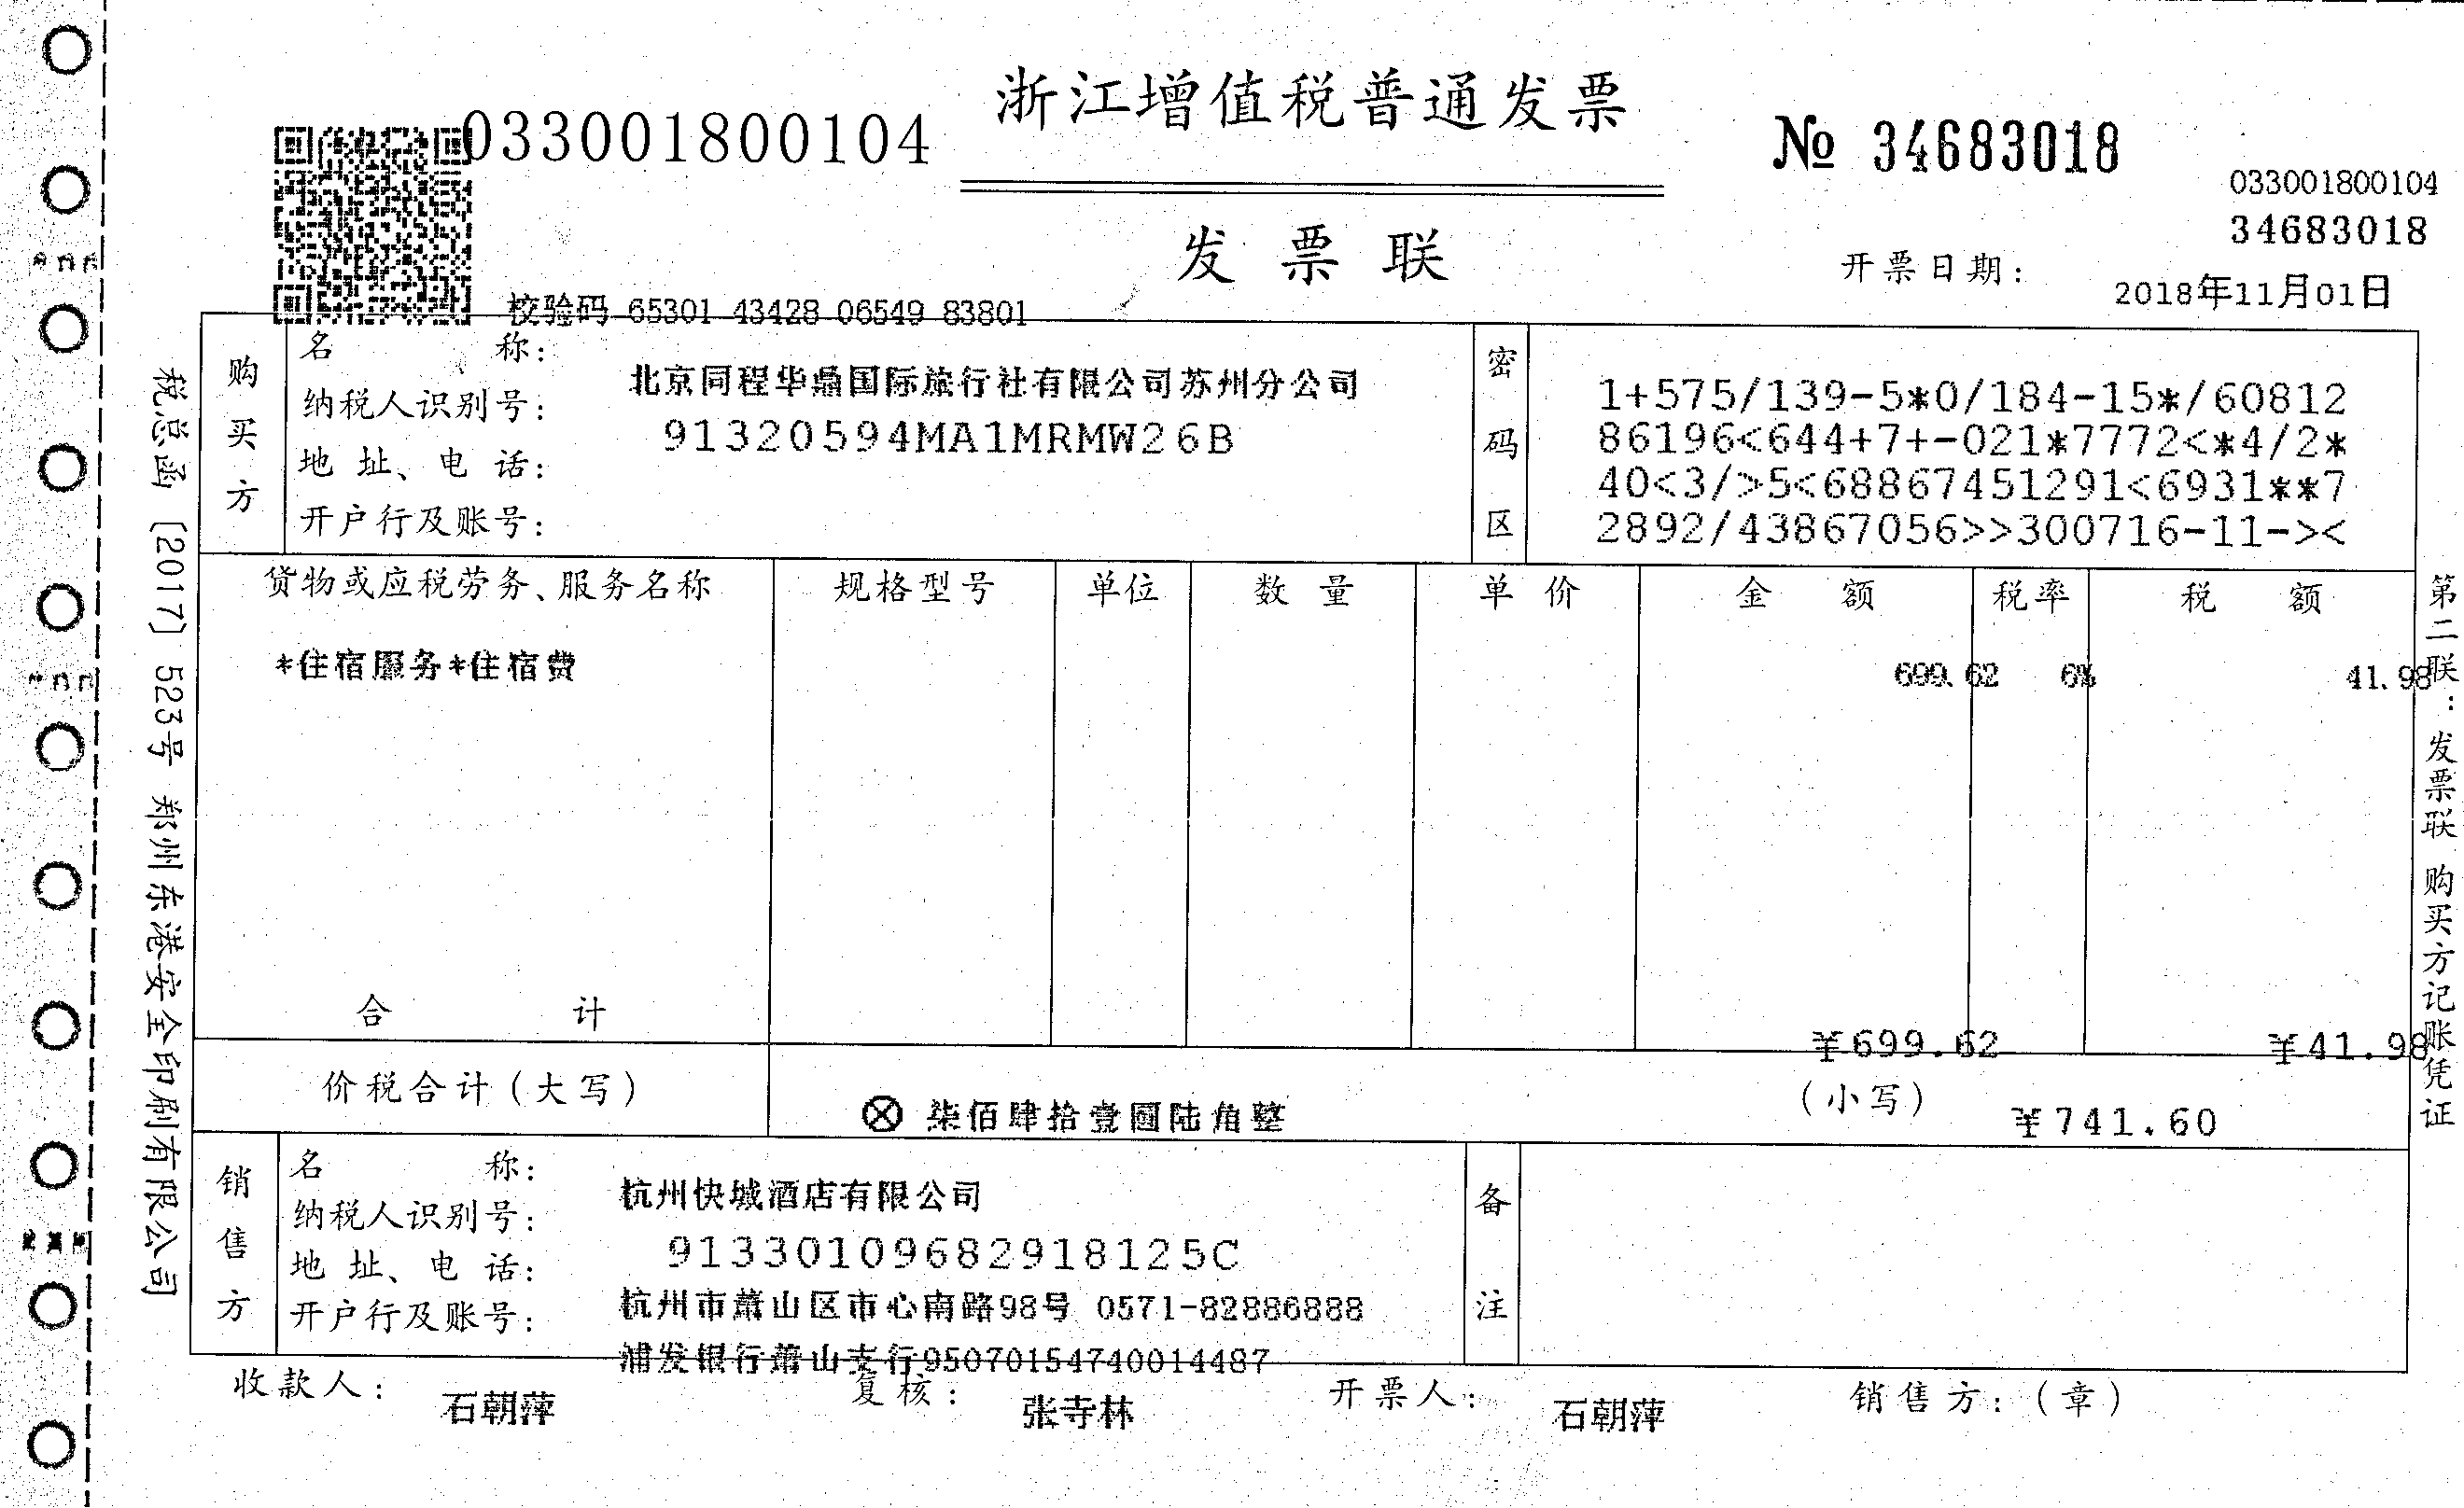 浙江增值税普通发票
033001800104
№ 34683018
033001800104
34683018
发票联
开票日期: 2018年11月01日
校验码 65301 43428 06549 83801
税总函〔2017〕523号 郑州东港安全印刷有限公司
购买方
名称: 北京同程华鼎国际旅行社有限公司苏州分公司
纳税人识别号: 91320594MA1MRMW26B
地址、电话:
开户行及账号:
密码区
1+575/139-5*0/184-15*/60812
86196<644+7+-021*7772<*4/2*
40<3/>5<68867451291<6931**7
2892/43867056>>300716-11-><
货物或应税劳务、服务名称 规格型号 单位 数量 单价 金额 税率 税额
*住宿服务*住宿费 699.62 6% 41.98
合计 ¥699.62 ¥41.98
价税合计(大写) ⊗ 柒佰肆拾壹圆陆角整 (小写) ¥741.60
销售方
名称: 杭州快城酒店有限公司
纳税人识别号: 91330109682918125C
地址、电话: 杭州市萧山区市心南路98号 0571-82886888
开户行及账号: 浦发银行萧山支行95070154740014487
备注
收款人: 石朝萍 复核: 张寺林 开票人: 石朝萍 销售方:(章)
第二联:发票联 购买方记账凭证